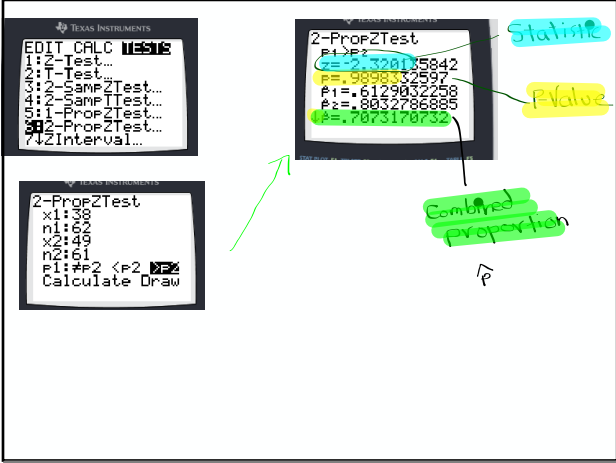 TEXAS INSTRUMENTS
EDIT CALC TESTS
1:Z-Test…
2:T-Test…
3:2-SampZTest…
4:2-SampTTest…
5:1-PropZTest…
6:2-PropZTest…
7↓ZInterval…
TEXAS INSTRUMENTS
2-PropZTest
x1:38
n1:62
x2:49
n2:61
p1:≠p2 <p2 >p2
Calculate Draw
TEXAS INSTRUMENTS
2-PropZTest
p1>p2
z=-2.320135842
p=.9898332597
p̂1=.6129032258
p̂2=.8032786885
↓p̂=.7073170732
Statistic
P-Value
Combined
proportion
p̂